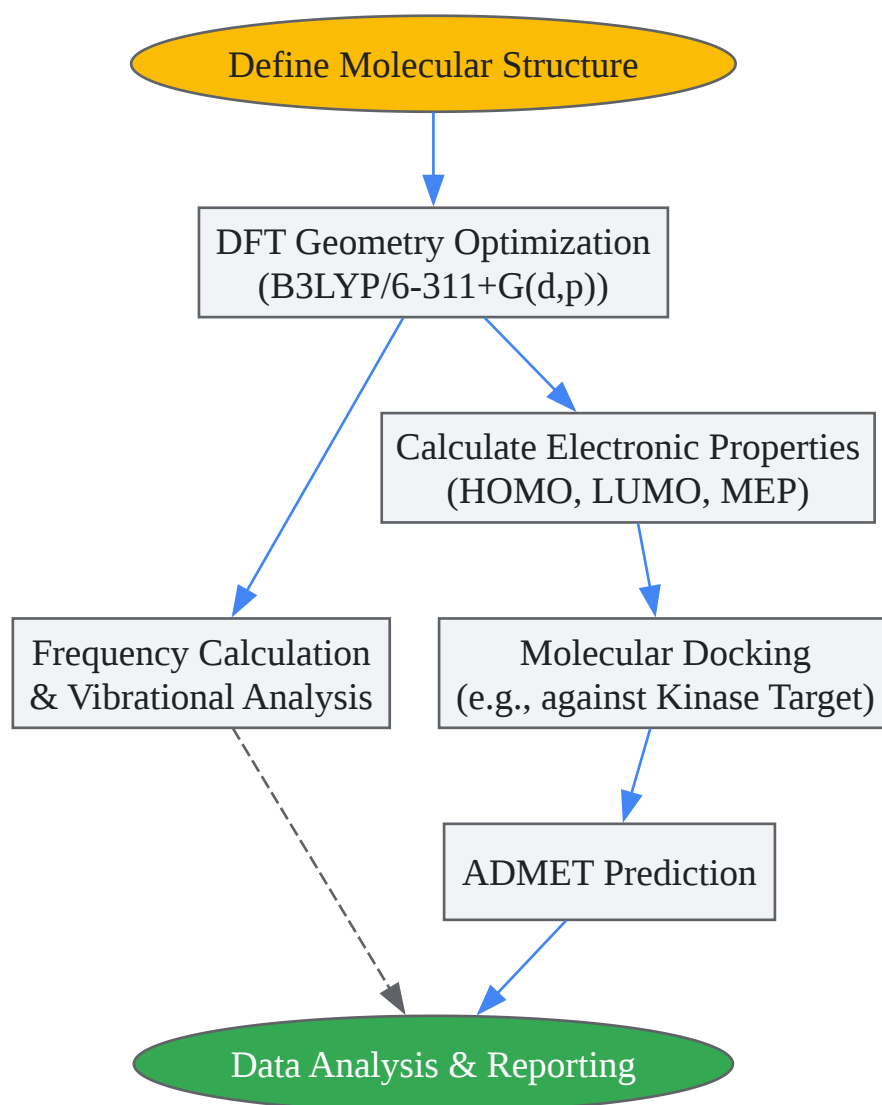 Define Molecular Structure
DFT Geometry Optimization
(B3LYP/6-311+G(d,p))
Calculate Electronic Properties
(HOMO, LUMO, MEP)
Frequency Calculation
& Vibrational Analysis
Molecular Docking
(e.g., against Kinase Target)
ADMET Prediction
Data Analysis & Reporting